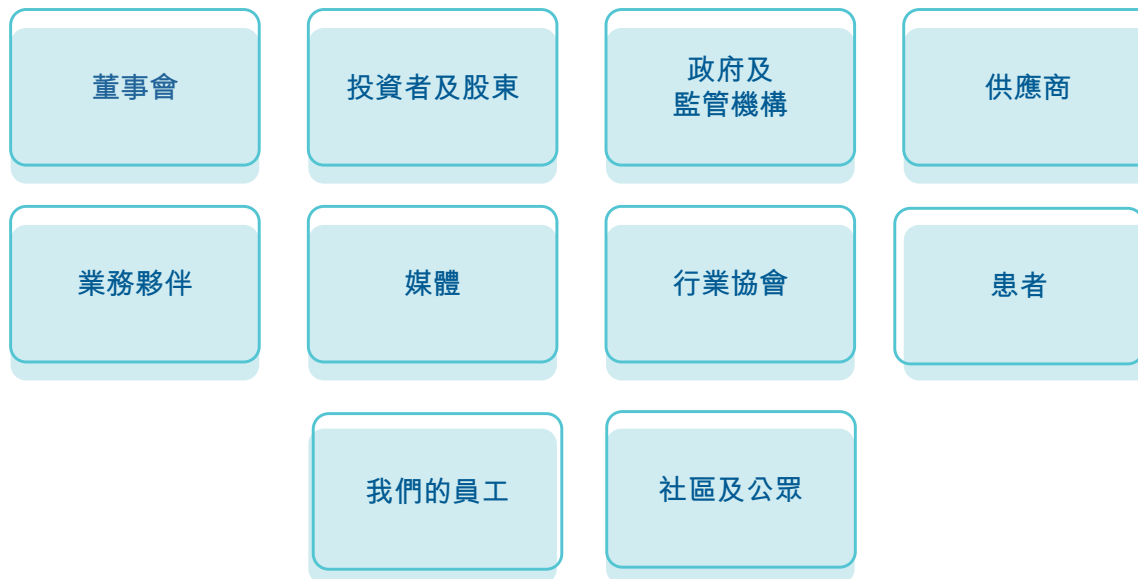 董事會
投資者及股東
政府及
監管機構
供應商
業務夥伴
媒體
行業協會
患者
我們的員工
社區及公眾